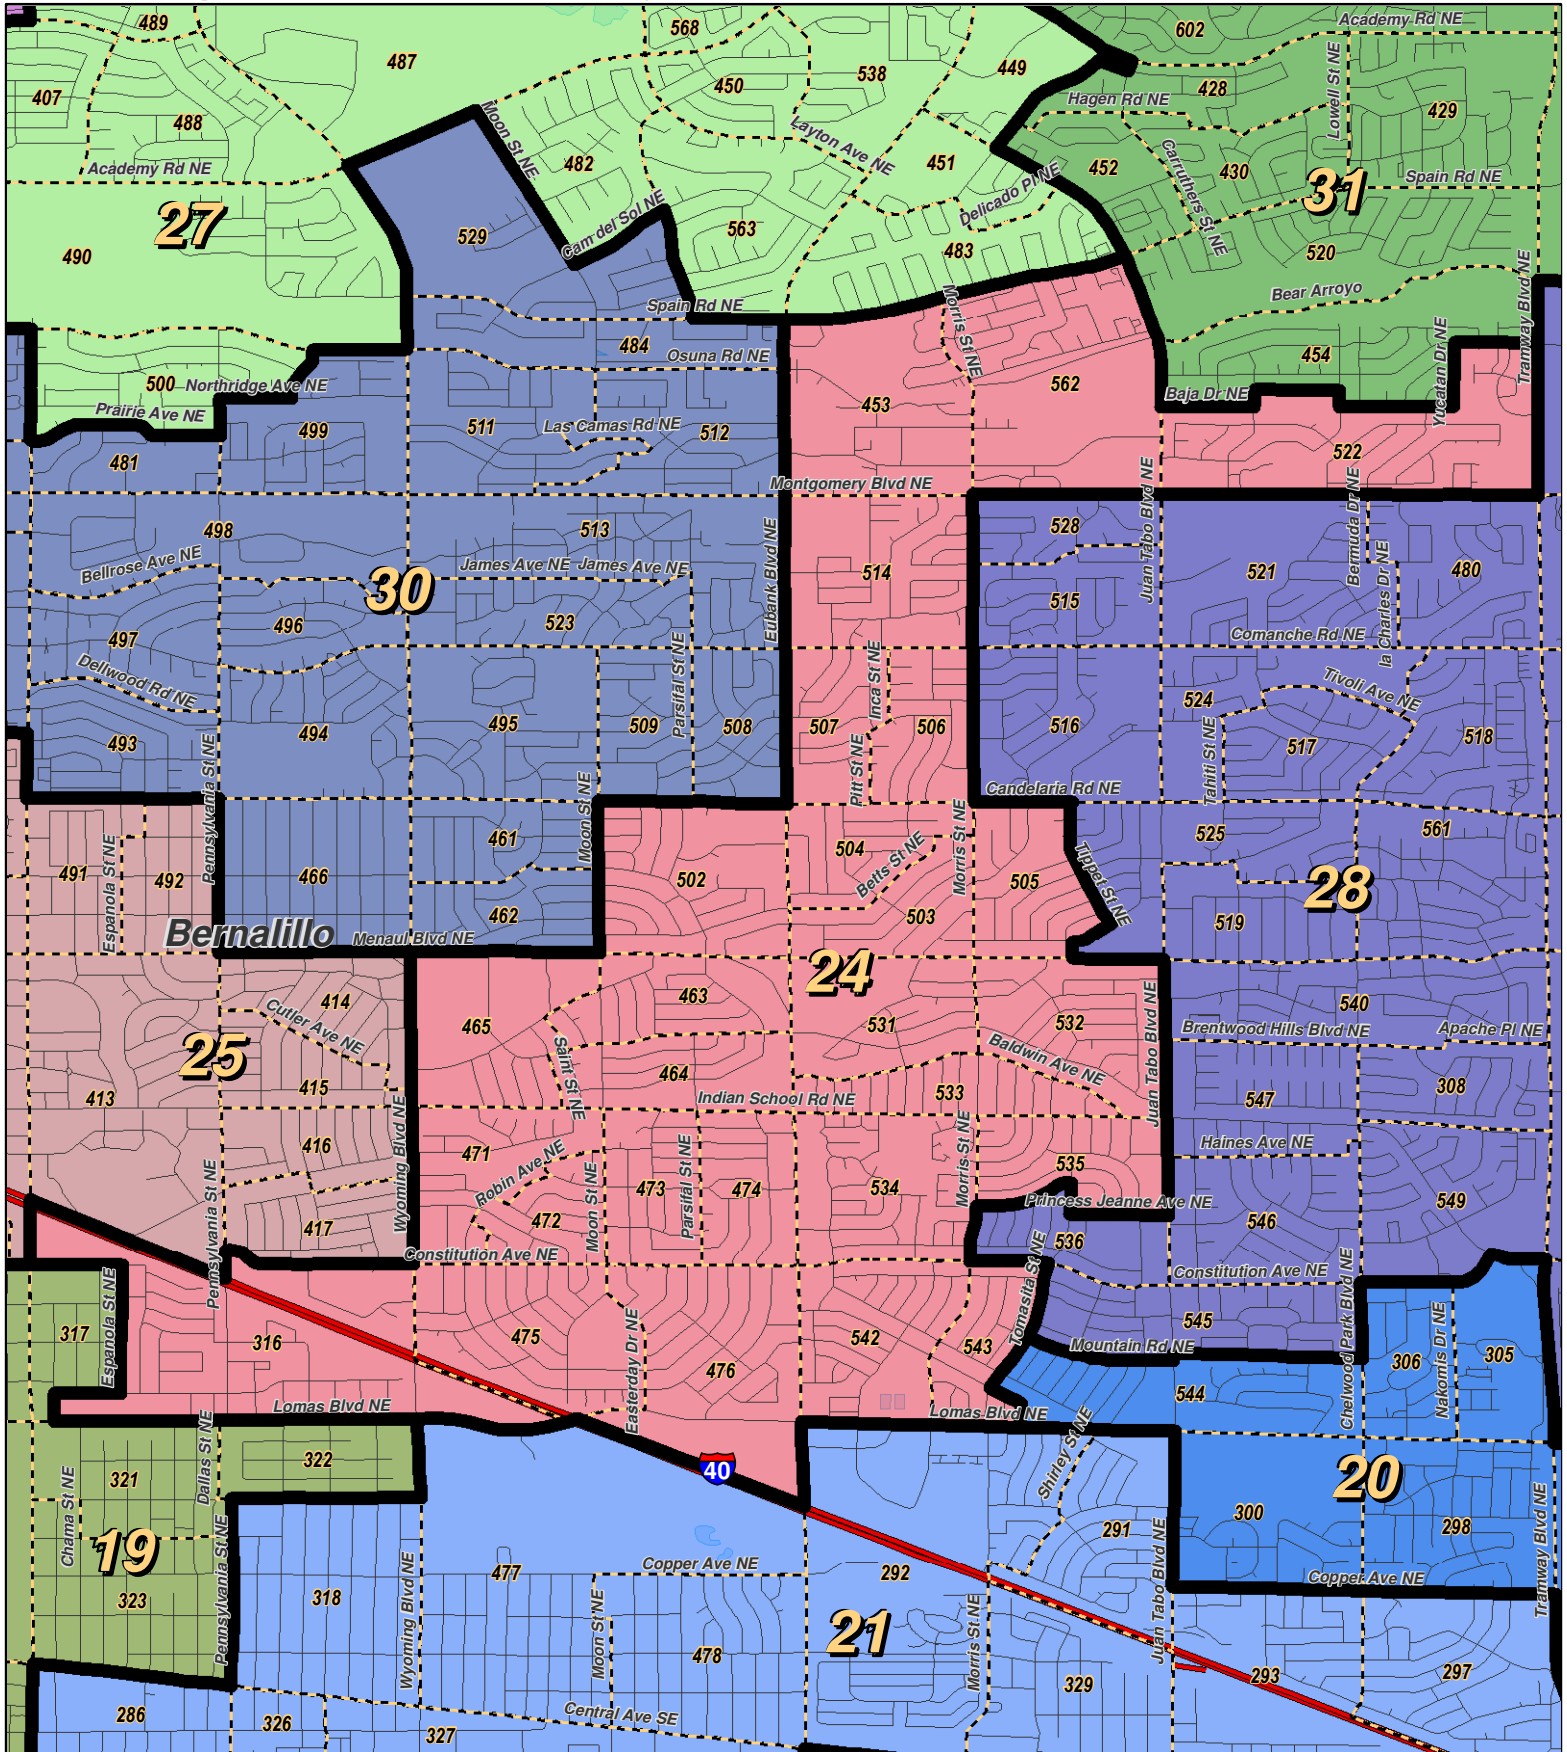 489
568
602
Academy Rd NE
487
407
450
538
449
428
Hagen Rd NE
Lowell St NE
429
488
Moon St NE
Layton Ave NE
Academy Rd NE
482
451
452
Carruthers St NE
430
31
Spain Rd NE
27
Cam del Sol NE
Delicado Pl NE
490
529
563
483
520
Tramway Blvd NE
Bear Arroyo
Spain Rd NE
Morris St NE
484
Osuna Rd NE
454
Yucatan Dr NE
500
Northridge Ave NE
562
Baja Dr NE
Prairie Ave NE
453
499
511
Las Camas Rd NE
512
481
522
Montgomery Blvd NE
Juan Tabo Blvd NE
Bermuda Dr NE
498
513
528
Bellrose Ave NE
30
James Ave NE
James Ave NE
Eubank Blvd NE
514
521
la Charles Dr NE
480
515
497
496
523
Comanche Rd NE
Dellwood Rd NE
Parsifal St NE
Inca St NE
Tivoli Ave NE
493
494
495
509
508
507
506
516
524
Tahiti St NE
517
518
Pennsylvania St NE
Moon St NE
Pitt St NE
Candelaria Rd NE
Morris St NE
461
504
Betts St NE
Tippet St NE
525
561
491
Espanola St NE
492
466
502
505
28
462
503
519
Bernalillo
Menaul Blvd NE
24
414
465
463
531
532
540
25
Cutler Ave NE
Saint St NE
Baldwin Ave NE
Juan Tabo Blvd NE
Brentwood Hills Blvd NE
Apache Pl NE
413
415
464
533
547
308
Indian School Rd NE
416
Wyoming Blvd NE
471
Robin Ave NE
Moon St NE
Parsifal St NE
Morris St NE
Haines Ave NE
535
Pennsylvania St NE
473
474
534
Princess Jeanne Ave NE
549
417
472
546
536
Constitution Ave NE
Tomasita St NE
Constitution Ave NE
Espanola St NE
Chelwood Park Blvd NE
317
316
475
Easterday Dr NE
542
543
545
Mountain Rd NE
306
Nakomis Dr NE
305
476
544
Lomas Blvd NE
Lomas Blvd NE
Shirley St NE
322
321
Dallas St NE
40
20
Chama St NE
19
Pennsylvania St NE
Wyoming Blvd NE
477
Copper Ave NE
292
291
Juan Tabo Blvd NE
300
298
Tramway Blvd NE
Copper Ave NE
323
318
Moon St NE
478
21
Morris St NE
329
293
297
286
326
327
Central Ave SE